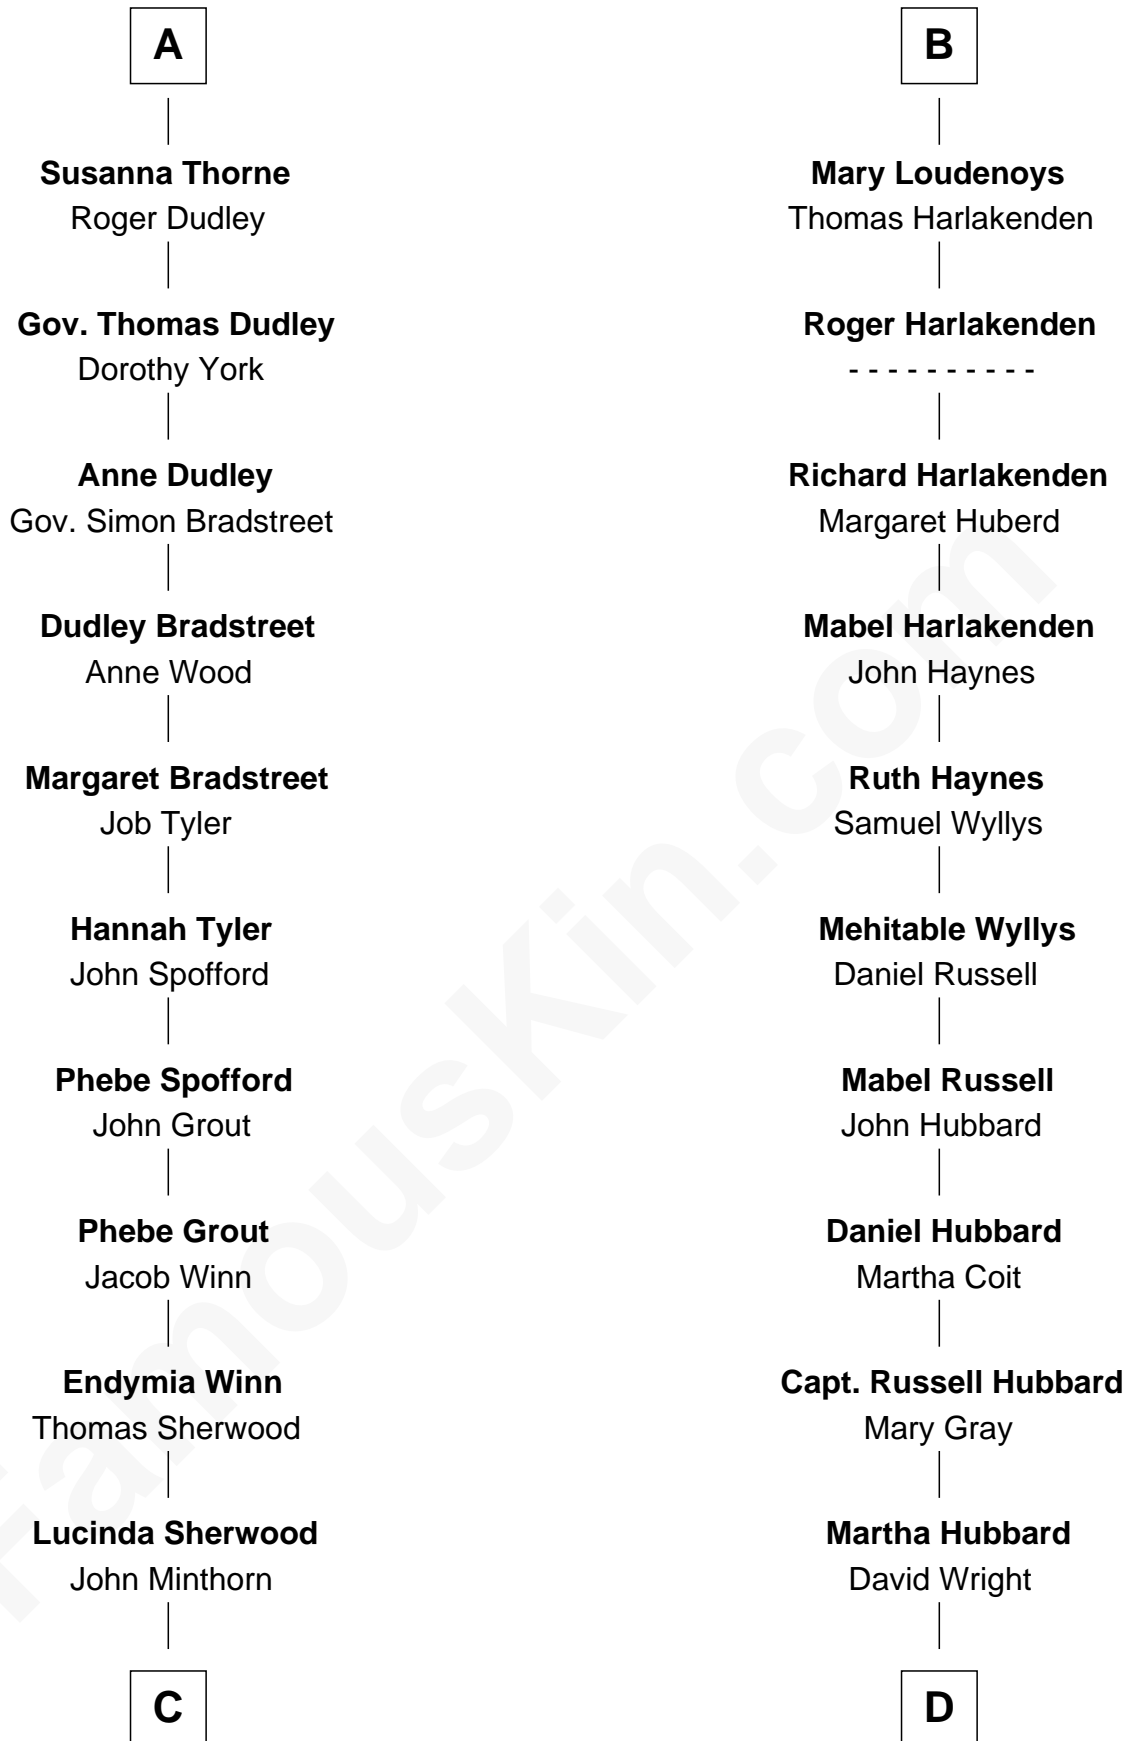 A
Susanna Thorne
Roger Dudley
Gov. Thomas Dudley
Dorothy York
Anne Dudley
Gov. Simon Bradstreet
Dudley Bradstreet
Anne Wood
Margaret Bradstreet
Job Tyler
Hannah Tyler
John Spofford
Phebe Spofford
John Grout
Phebe Grout
Jacob Winn
Endymia Winn
Thomas Sherwood
Lucinda Sherwood
John Minthorn
C
B
Mary Loudenoys
Thomas Harlakenden
Roger Harlakenden
- - - - - - - - - -
Richard Harlakenden
Margaret Huberd
Mabel Harlakenden
John Haynes
Ruth Haynes
Samuel Wyllys
Mehitable Wyllys
Daniel Russell
Mabel Russell
John Hubbard
Daniel Hubbard
Martha Coit
Capt. Russell Hubbard
Mary Gray
Martha Hubbard
David Wright
D
FamousKin.com